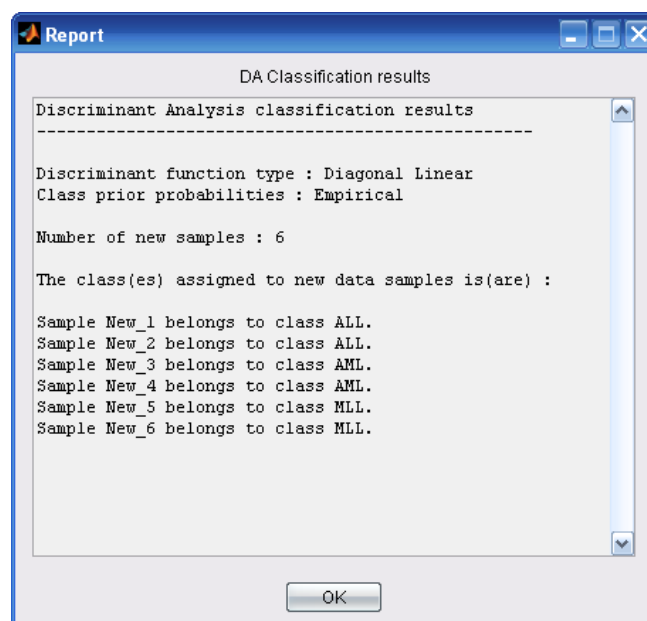 Report
DA Classification results
Discriminant Analysis classification results
--------------------------------------------------
Discriminant function type : Diagonal Linear
Class prior probabilities : Empirical
Number of new samples : 6
The class(es) assigned to new data samples is(are) :
Sample New_1 belongs to class ALL.
Sample New_2 belongs to class ALL.
Sample New_3 belongs to class AML.
Sample New_4 belongs to class AML.
Sample New_5 belongs to class MLL.
Sample New_6 belongs to class MLL.
OK